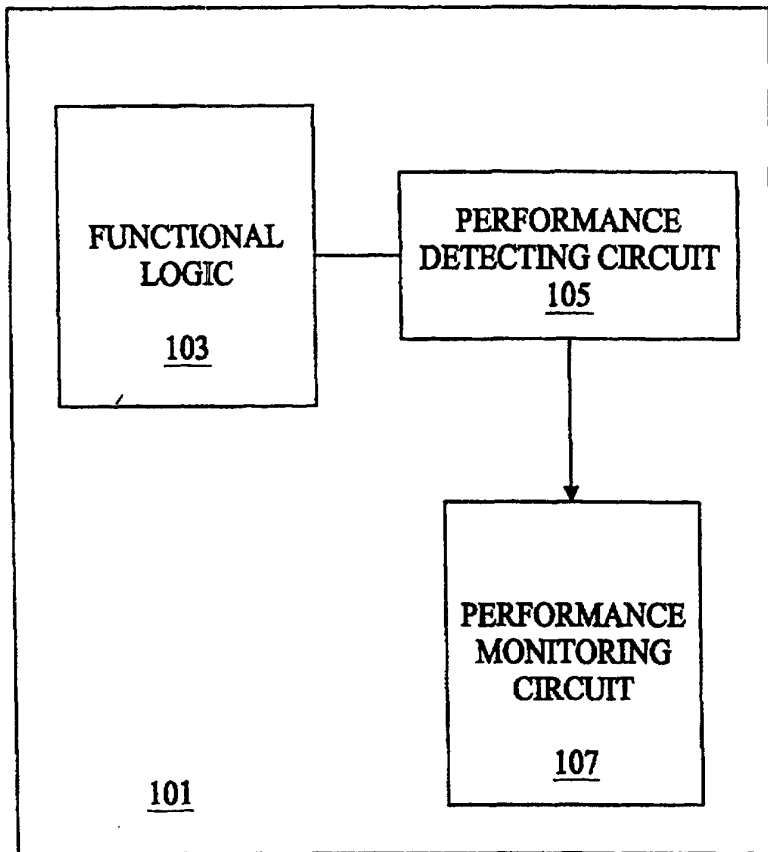 FUNCTIONAL
LOGIC
103
PERFORMANCE
DETECTING CIRCUIT
105
PERFORMANCE
MONITORING
CIRCUIT
107
101